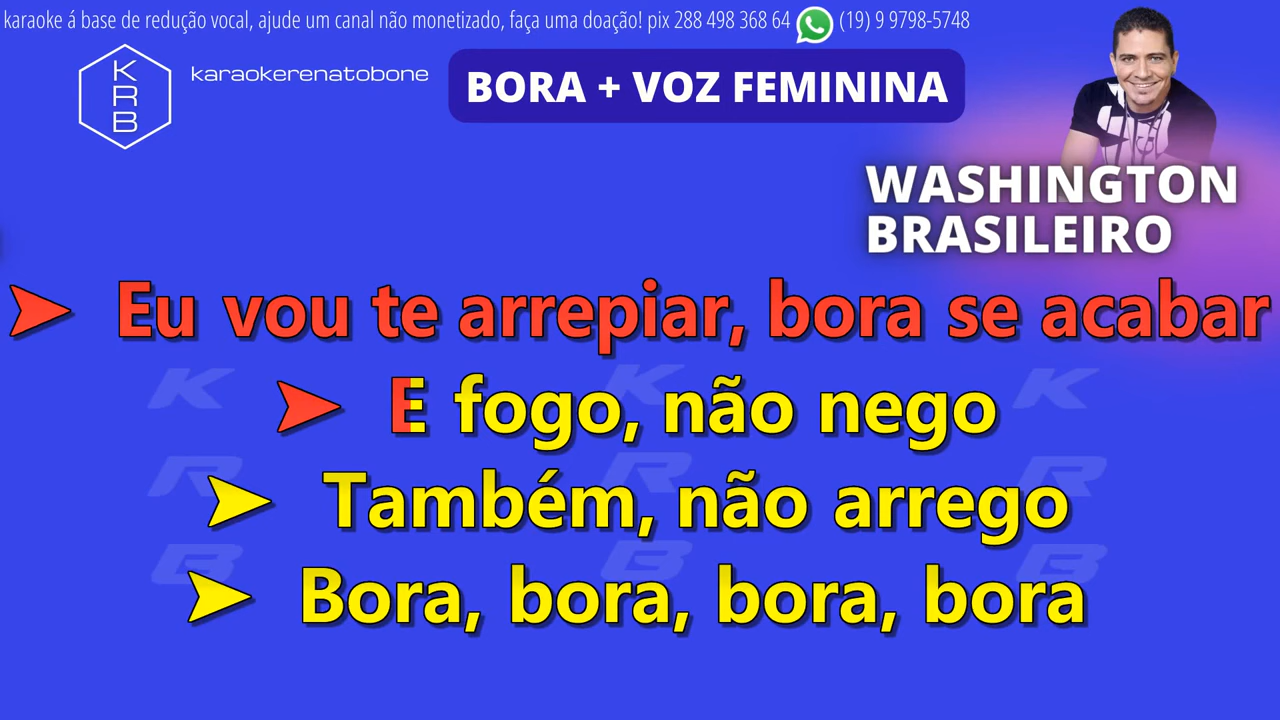 karaoke á base de redução vocal, ajude um canal não monetizado, faça uma doação! pix 288 498 368 64 (19) 9 9798-5748
K
R
B
karaokerenatobone
BORA + VOZ FEMININA
WASHINGTON
BRASILEIRO
➤ Eu vou te arrepiar, bora se acabar
➤ E fogo, não nego
➤ Também, não arrego
➤ Bora, bora, bora, bora
K K K
R R R
B B B